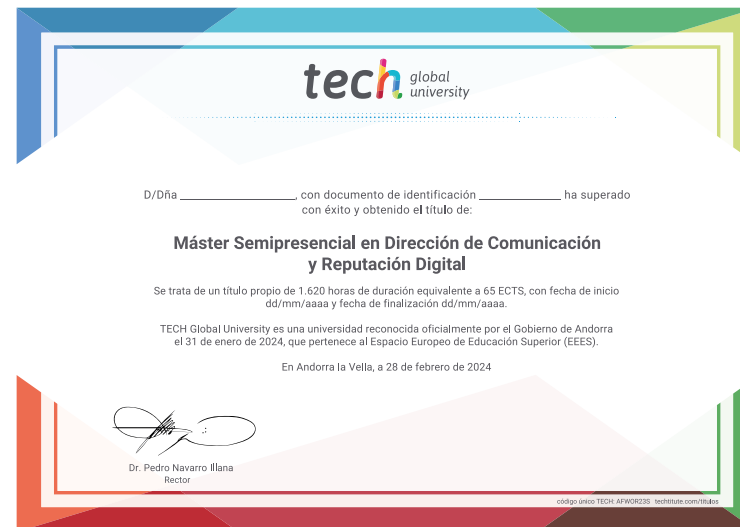 tech global university
D/Dña ______________, con documento de identificación __________ ha superado
con éxito y obtenido el título de:
Máster Semipresencial en Dirección de Comunicación
y Reputación Digital
Se trata de un título propio de 1.620 horas de duración equivalente a 65 ECTS, con fecha de inicio
dd/mm/aaaa y fecha de finalización dd/mm/aaaa.
TECH Global University es una universidad reconocida oficialmente por el Gobierno de Andorra
el 31 de enero de 2024, que pertenece al Espacio Europeo de Educación Superior (EEES).
En Andorra la Vella, a 28 de febrero de 2024
Dr. Pedro Navarro Illana
Rector
código único TECH: AFWOR23S techtitute.com/titulos